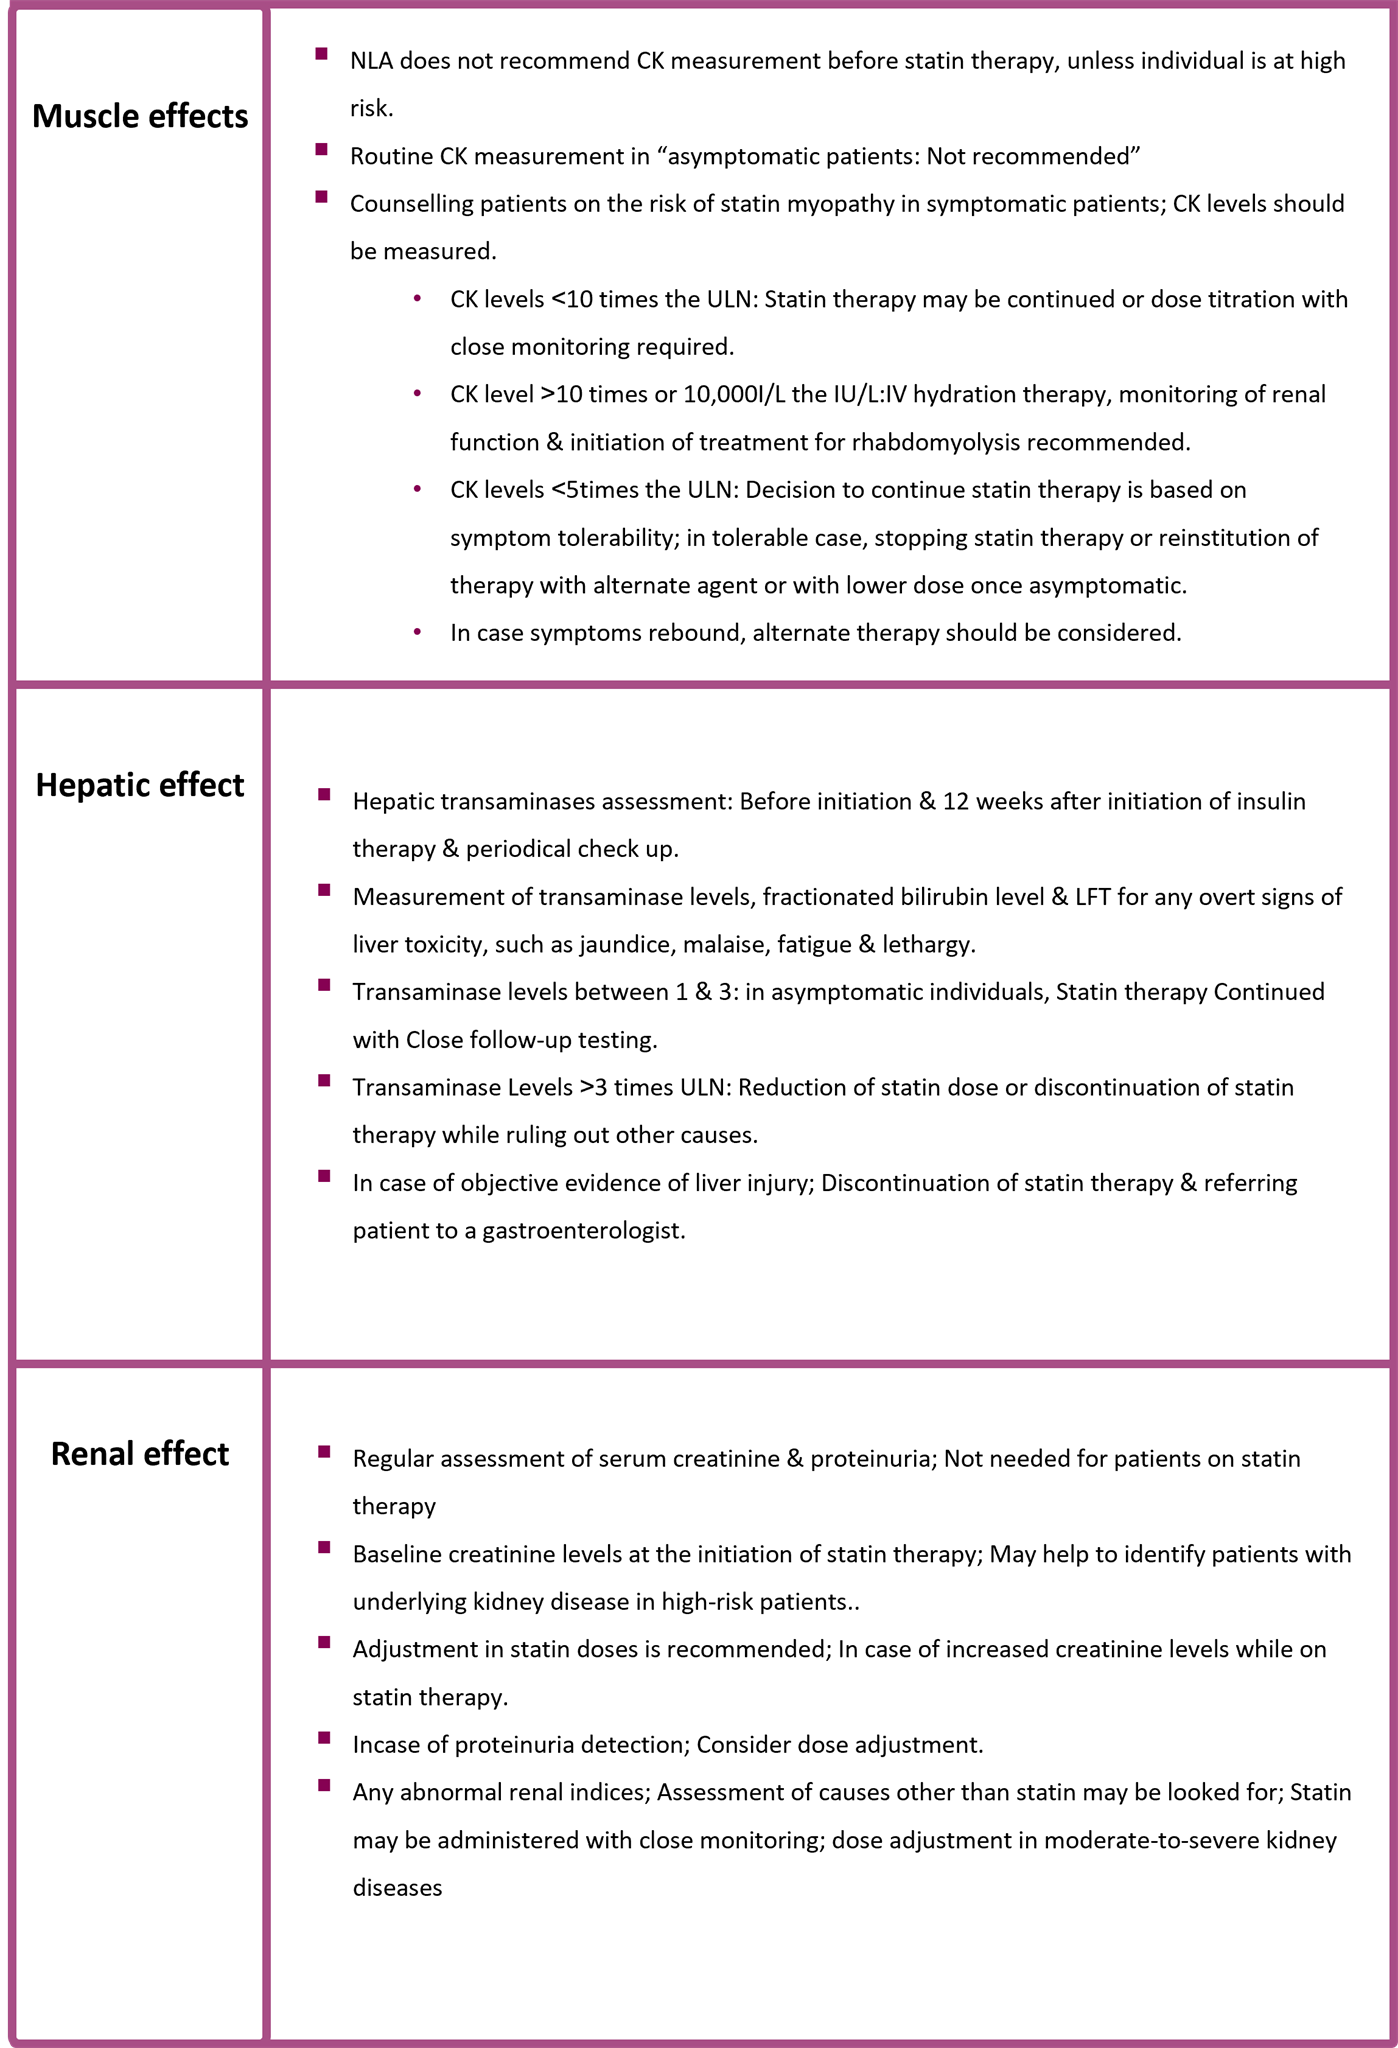 Muscle effects
NLA does not recommend CK measurement before statin therapy, unless individual is at high
risk.
Routine CK measurement in “asymptomatic patients: Not recommended”
Counselling patients on the risk of statin myopathy in symptomatic patients; CK levels should
be measured.
CK levels <10 times the ULN: Statin therapy may be continued or dose titration with
close monitoring required.
CK level >10 times or 10,000I/L the IU/L:IV hydration therapy, monitoring of renal
function & initiation of treatment for rhabdomyolysis recommended.
CK levels <5times the ULN: Decision to continue statin therapy is based on
symptom tolerability; in tolerable case, stopping statin therapy or reinstitution of
therapy with alternate agent or with lower dose once asymptomatic.
In case symptoms rebound, alternate therapy should be considered.
Hepatic effect
Hepatic transaminases assessment: Before initiation & 12 weeks after initiation of insulin
therapy & periodical check up.
Measurement of transaminase levels, fractionated bilirubin level & LFT for any overt signs of
liver toxicity, such as jaundice, malaise, fatigue & lethargy.
Transaminase levels between 1 & 3: in asymptomatic individuals, Statin therapy Continued
with Close follow-up testing.
Transaminase Levels >3 times ULN: Reduction of statin dose or discontinuation of statin
therapy while ruling out other causes.
In case of objective evidence of liver injury; Discontinuation of statin therapy & referring
patient to a gastroenterologist.
Renal effect
Regular assessment of serum creatinine & proteinuria; Not needed for patients on statin
therapy
Baseline creatinine levels at the initiation of statin therapy; May help to identify patients with
underlying kidney disease in high-risk patients..
Adjustment in statin doses is recommended; In case of increased creatinine levels while on
statin therapy.
Incase of proteinuria detection; Consider dose adjustment.
Any abnormal renal indices; Assessment of causes other than statin may be looked for; Statin
may be administered with close monitoring; dose adjustment in moderate-to-severe kidney
diseases